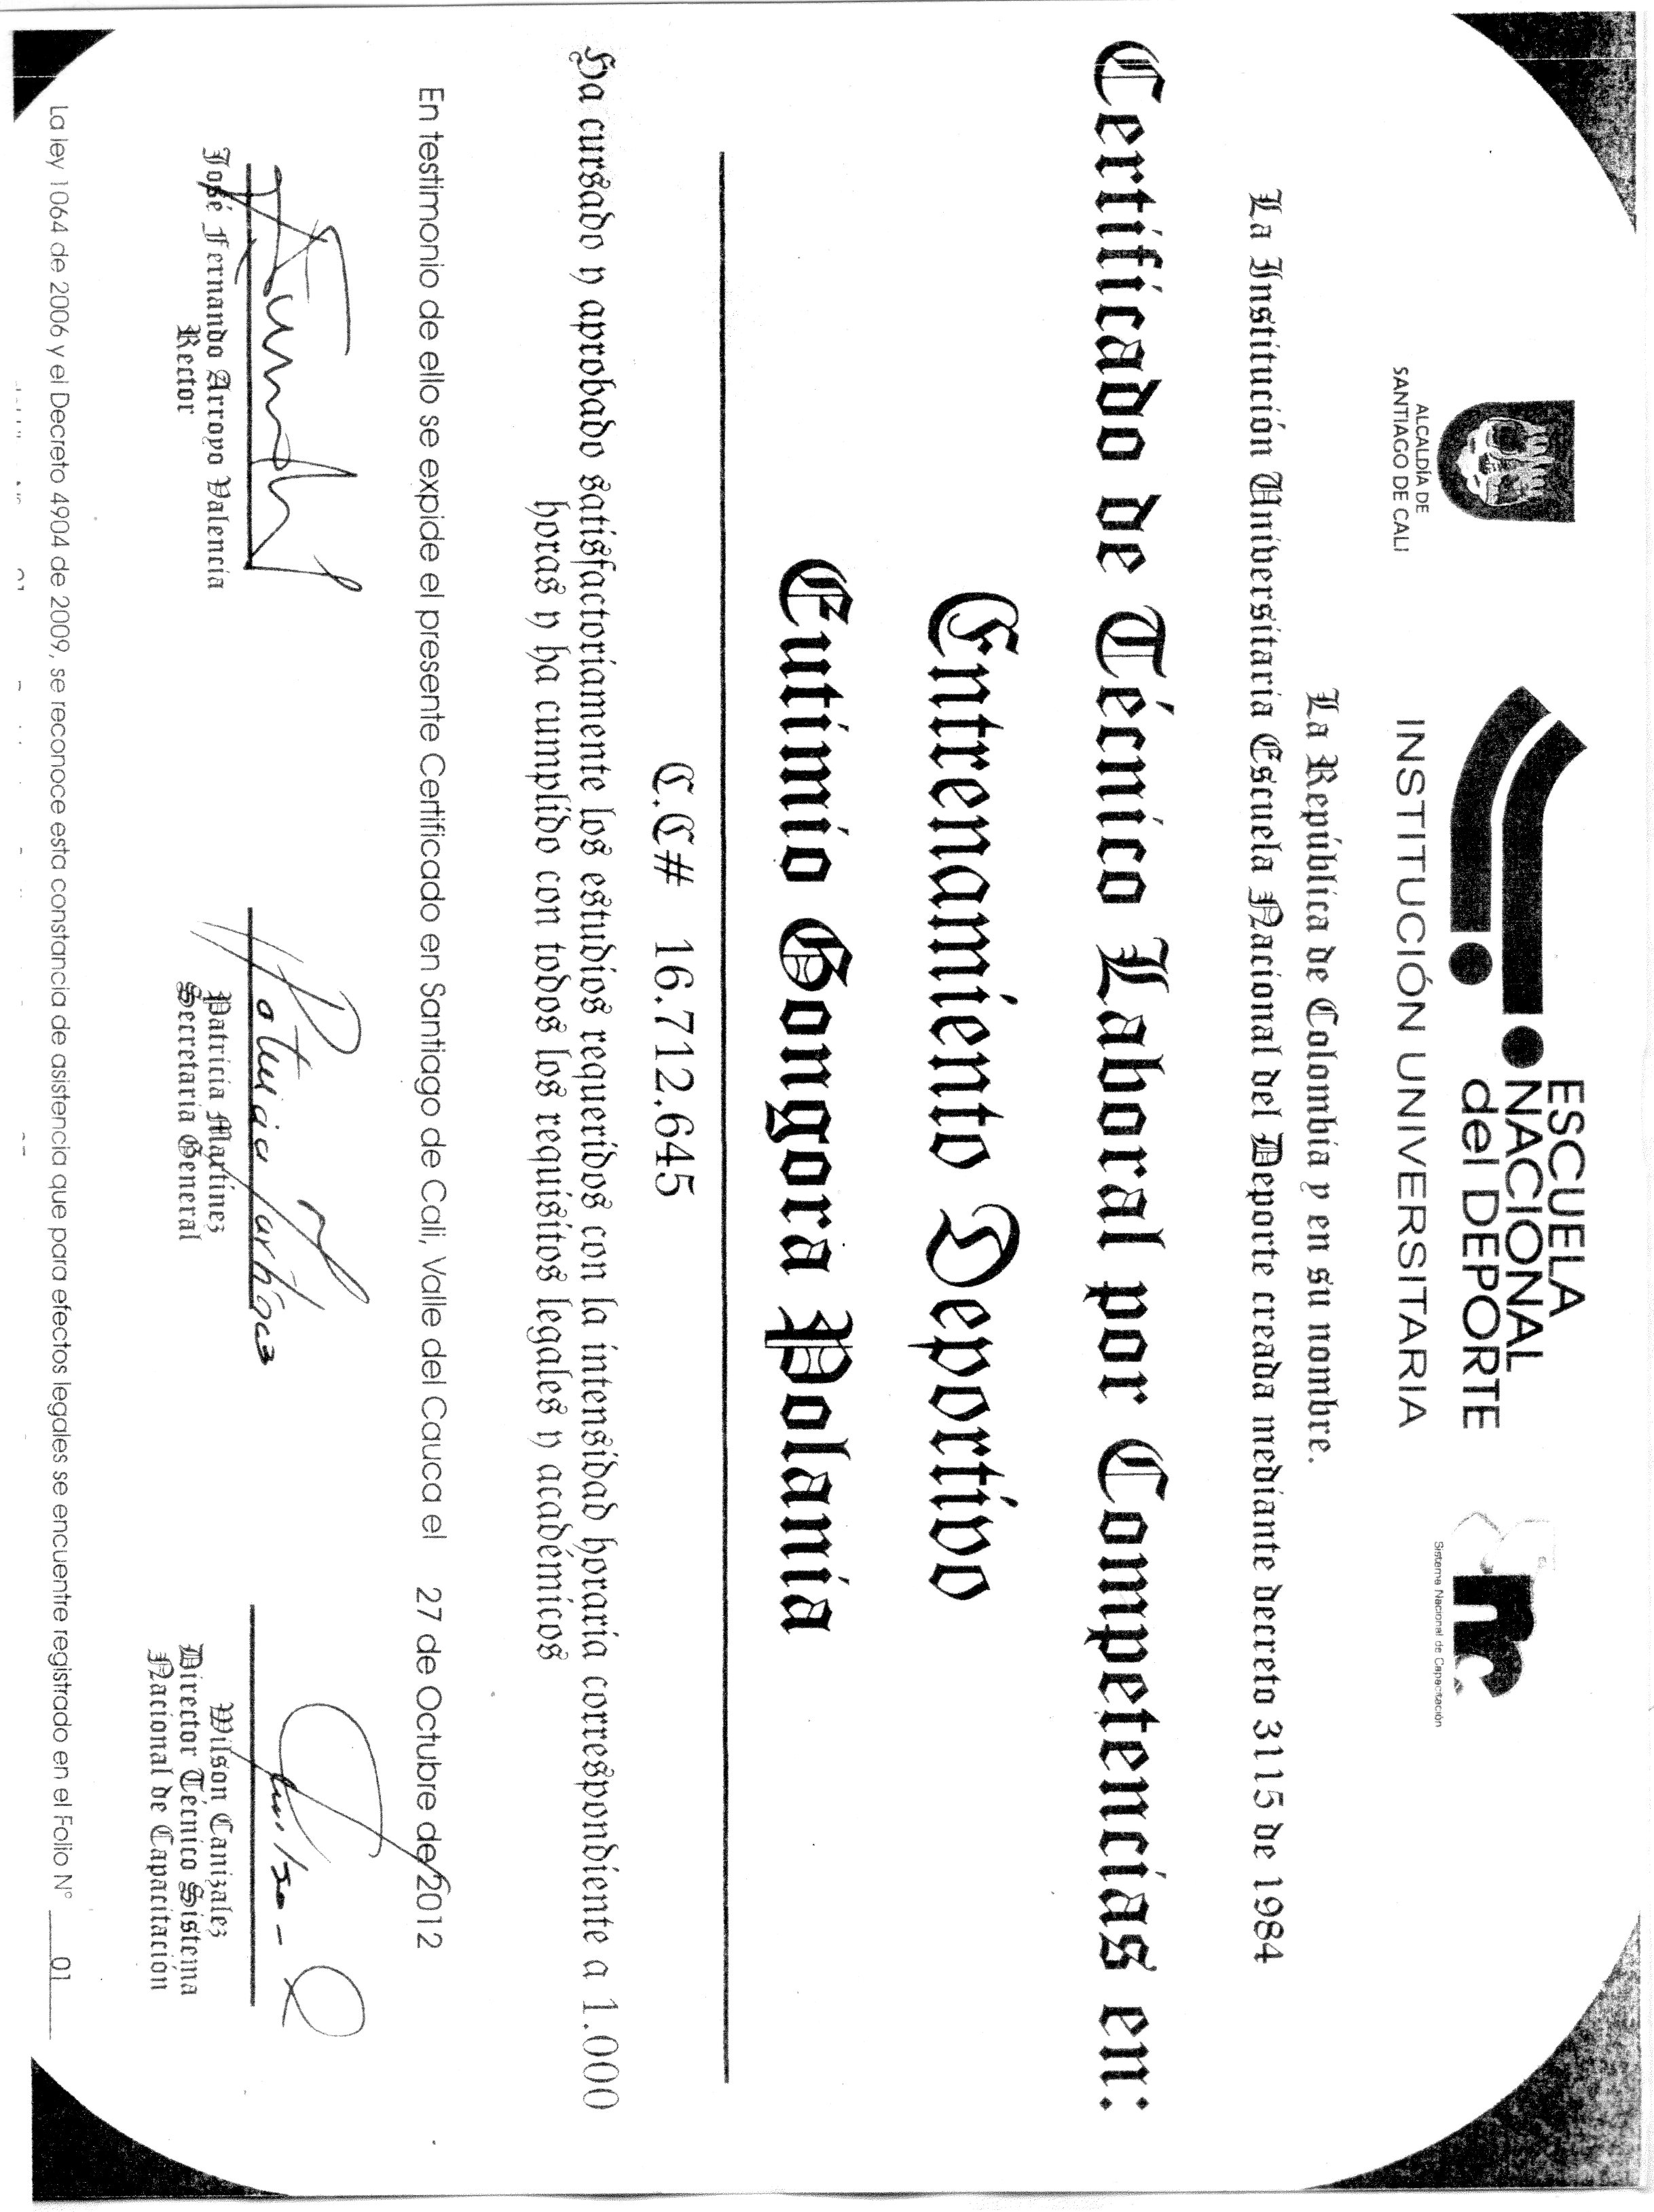 ALCALDÍA DE
SANTIAGO DE CALI
ESCUELA
NACIONAL
del DEPORTE
INSTITUCIÓN UNIVERSITARIA
nc
Sistema Nacional de Capacitación
La República de Colombia y en su nombre.
La Institución Universitaria Escuela Nacional del Deporte creada mediante decreto 3115 de 1984
Certificado de Técnico Laboral por Competencias en:
Entrenamiento Deportivo
Eutimio Gongora Polania
C.C# 16.712.645
Ha cursado y aprobado satisfactoriamente los estudios requeridos con la intensidad horaria correspondiente a 1.000
horas y ha cumplido con todos los requisitos legales y académicos
En testimonio de ello se expide el presente Certificado en Santiago de Cali, Valle del Cauca el 27 de Octubre de 2012
Patricia Martínez
José Fernando Arroyo Valencia
Rector
Patricia Martínez
Secretaria General
Wilson Canizalez
Director Técnico Sistema
Nacional de Capacitación
La ley 1064 de 2006 y el Decreto 4904 de 2009, se reconoce esta constancia de asistencia que para efectos legales se encuentre registrado en el Folio N° 01